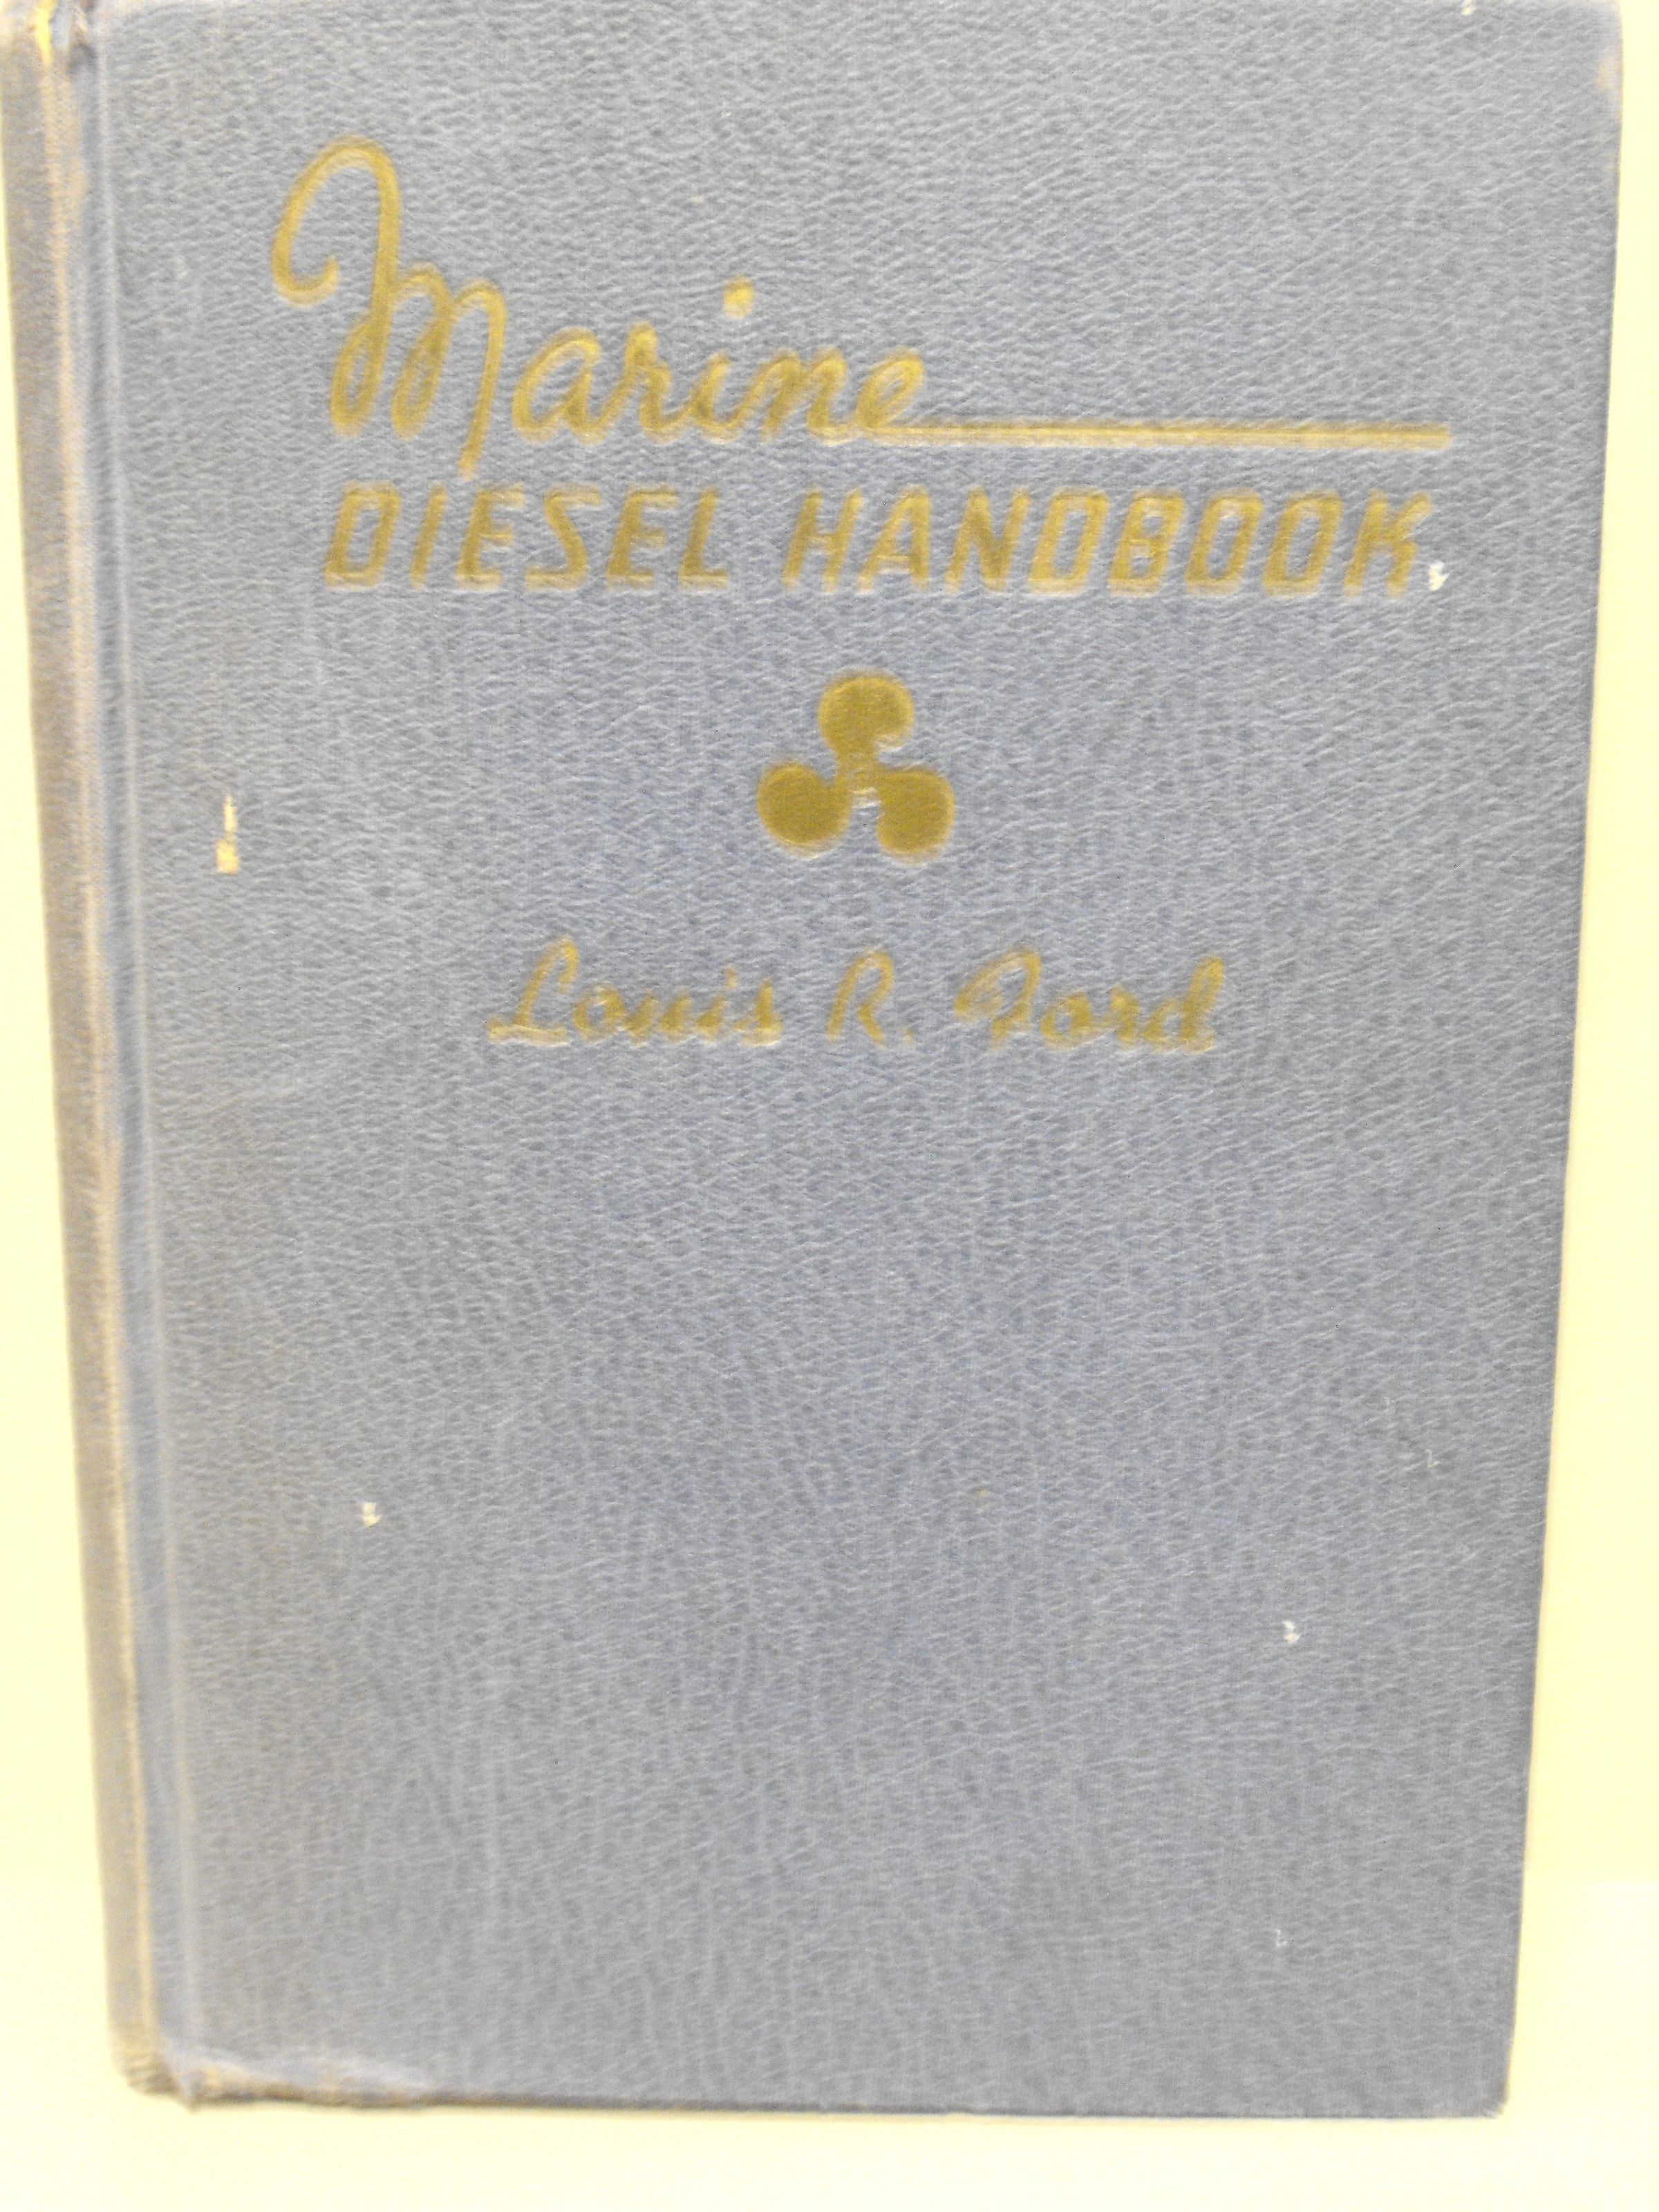 Marine
DIESEL HANDBOOK
Louis R. Ford